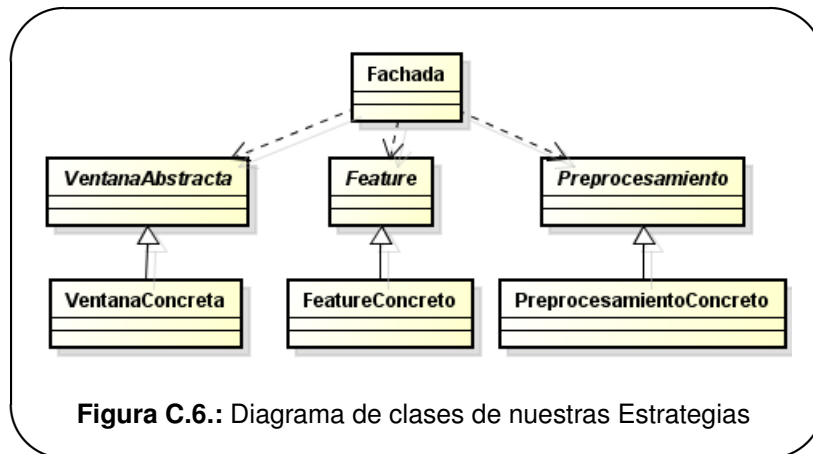 Fachada
VentanaAbstracta
Feature
Preprocesamiento
VentanaConcreta
FeatureConcreto
PreprocesamientoConcreto
Figura C.6.: Diagrama de clases de nuestras Estrategias